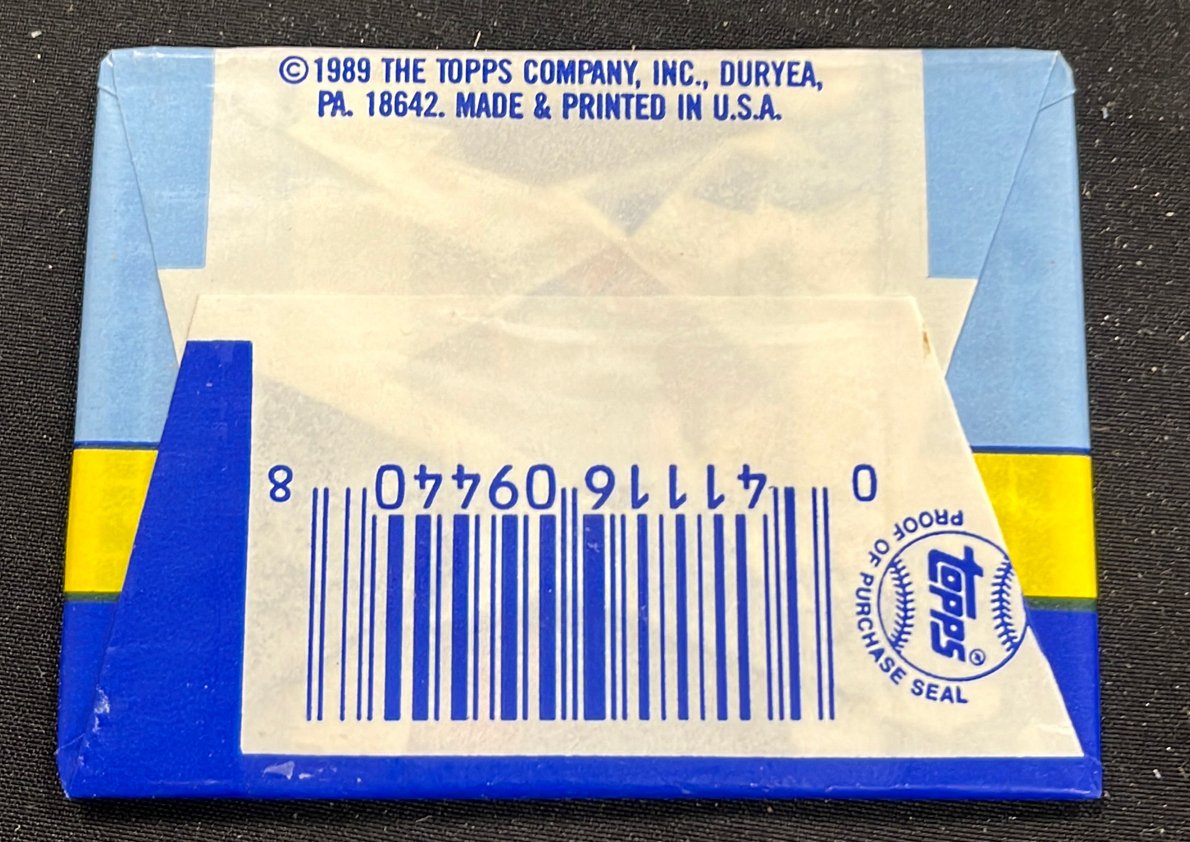 ©1989 THE TOPPS COMPANY, INC., DURYEA,
PA. 18642. MADE & PRINTED IN U.S.A.
0 41116 09440 8
topps®
PROOF OF PURCHASE SEAL